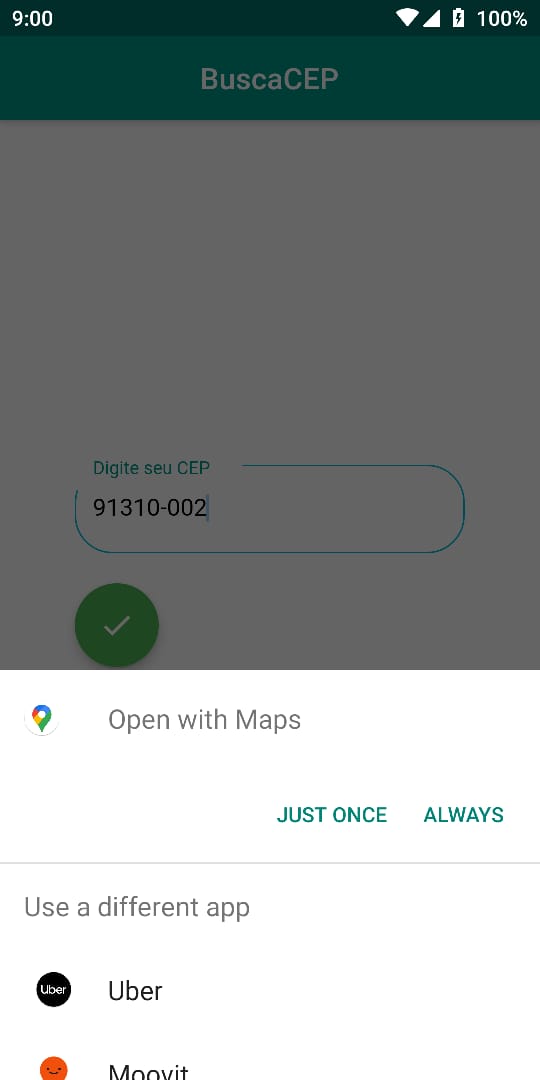 9:00 100%
BuscaCEP
Digite seu CEP
91310-002
Open with Maps
JUST ONCE ALWAYS
Use a different app
Uber Uber
Moovit